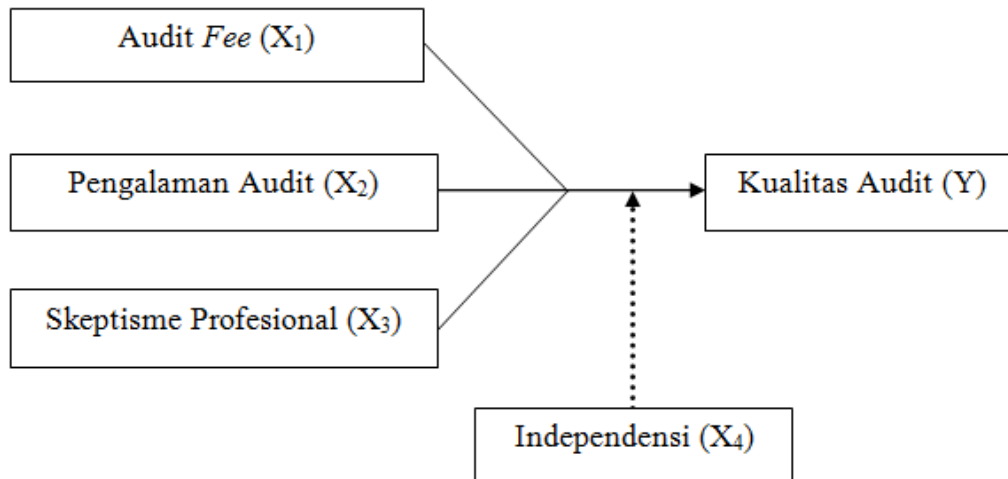 Audit Fee (X₁)
Pengalaman Audit (X₂)
Kualitas Audit (Y)
Skeptisme Profesional (X₃)
Independensi (X₄)